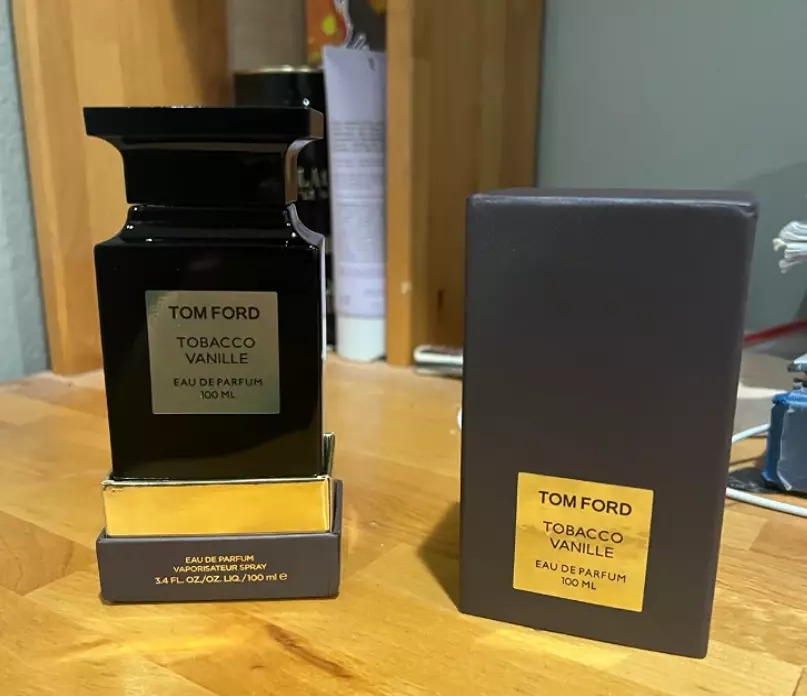 TOM FORD
TOBACCO
VANILLE
EAU DE PARFUM
100 ML
EAU DE PARFUM
VAPORISATEUR SPRAY
3.4 FL. OZ./OZ. LIQ./100 ml ℮
TOM FORD
TOBACCO
VANILLE
EAU DE PARFUM
100 ML